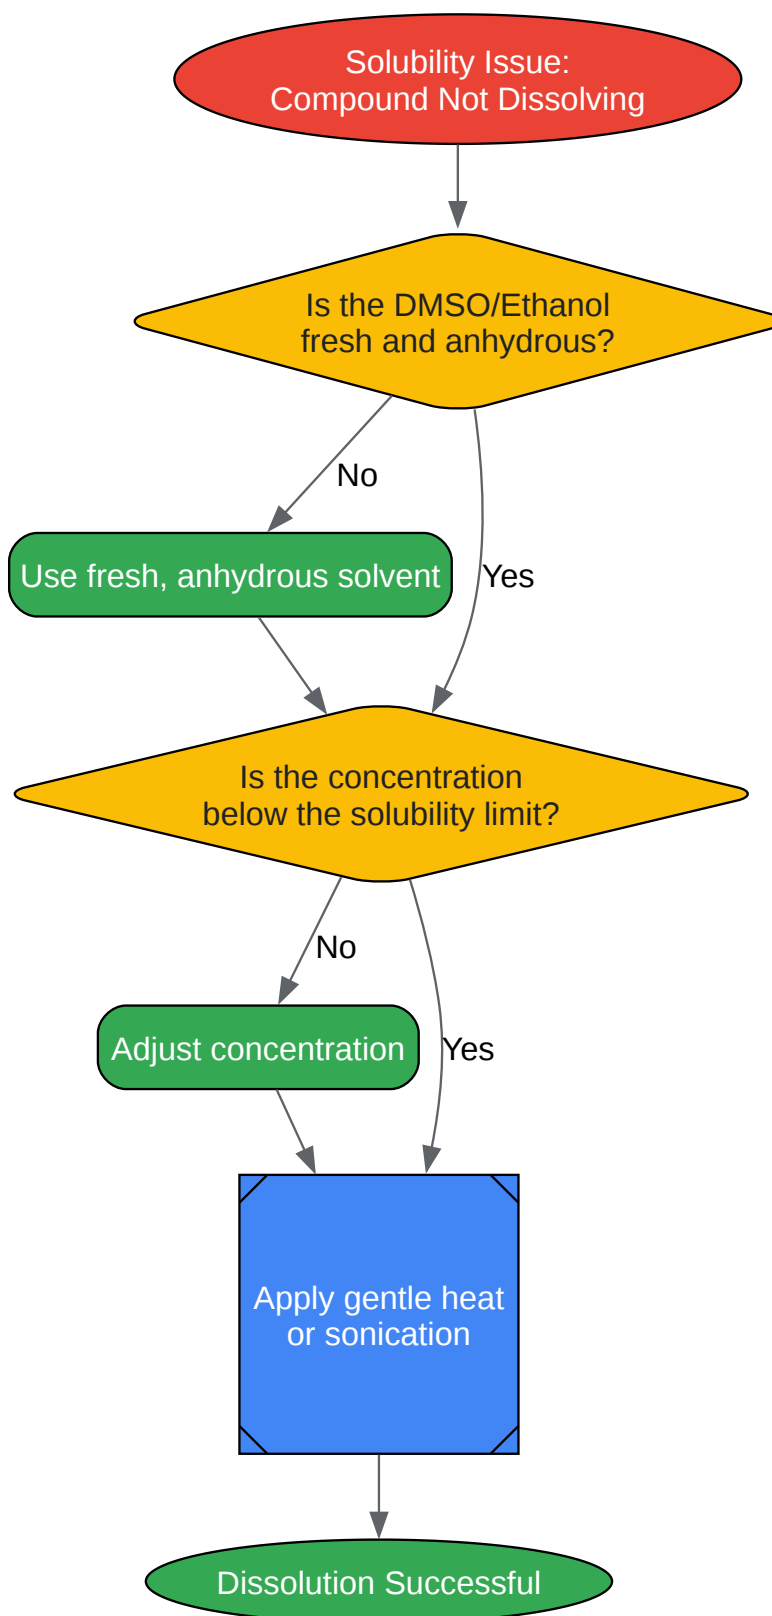 Solubility Issue:
Compound Not Dissolving
Is the DMSO/Ethanol
fresh and anhydrous?
No
Use fresh, anhydrous solvent
Yes
Is the concentration
below the solubility limit?
No
Adjust concentration
Yes
Apply gentle heat
or sonication
Dissolution Successful